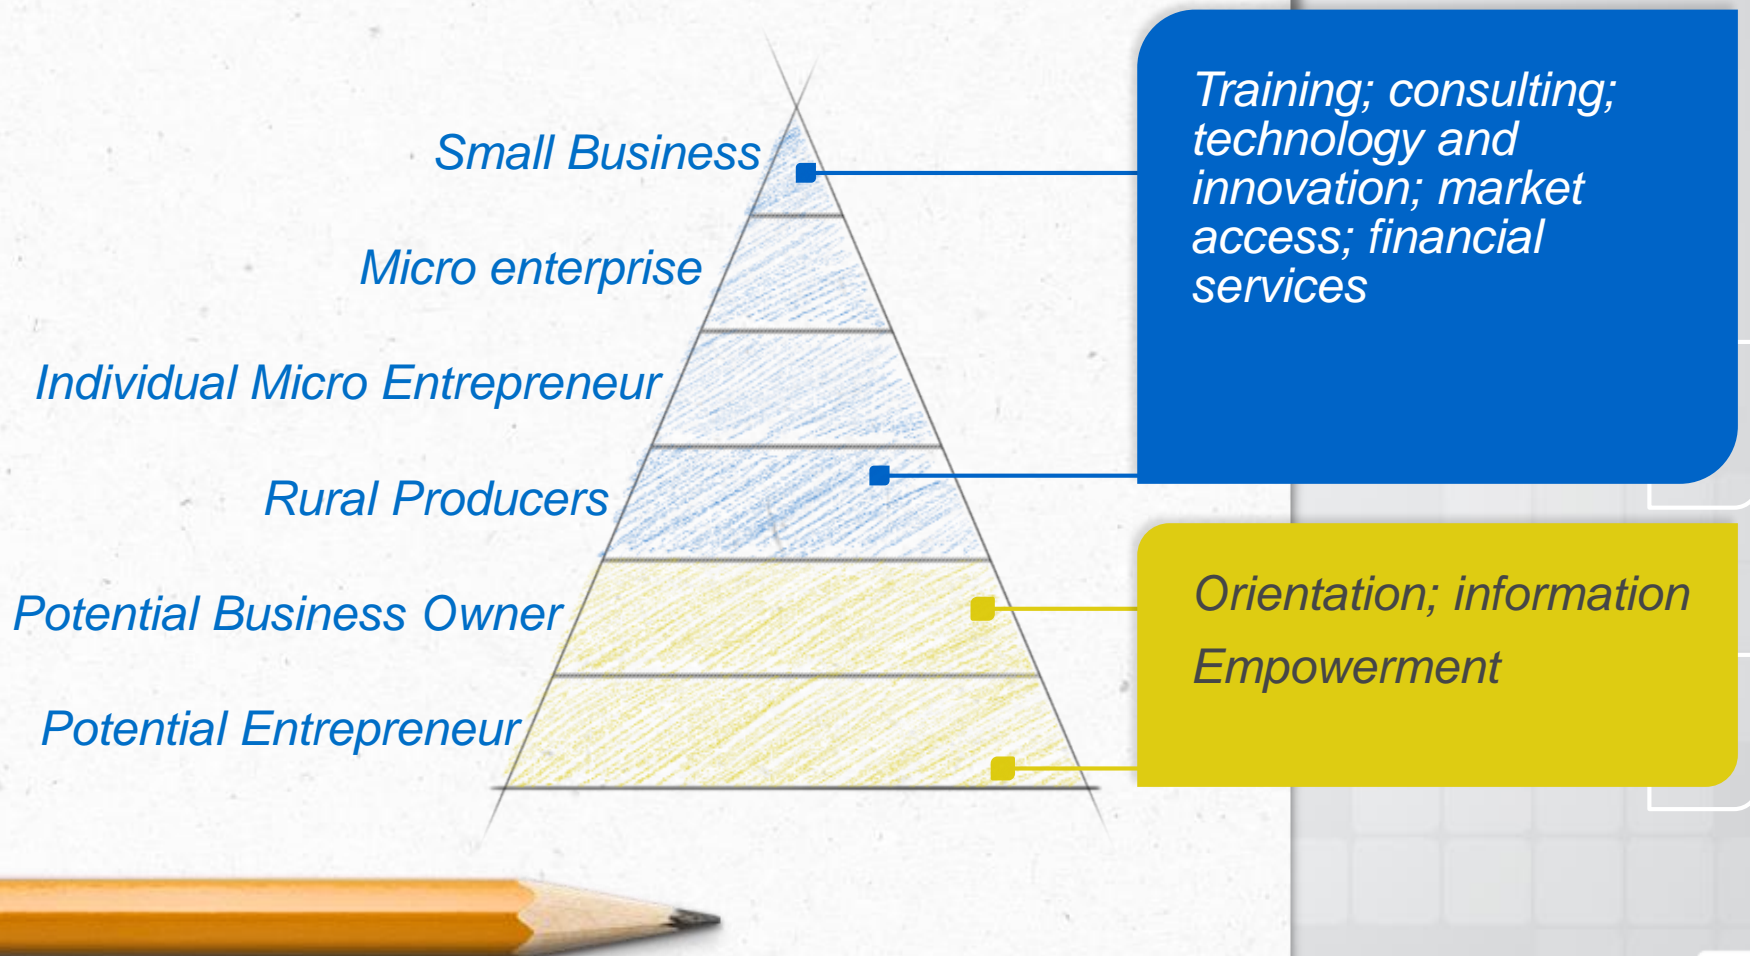 Small Business
Micro enterprise
Individual Micro Entrepreneur
Rural Producers
Potential Business Owner
Potential Entrepreneur
Training; consulting;
technology and
innovation; market
access; financial
services
Orientation; information
Empowerment